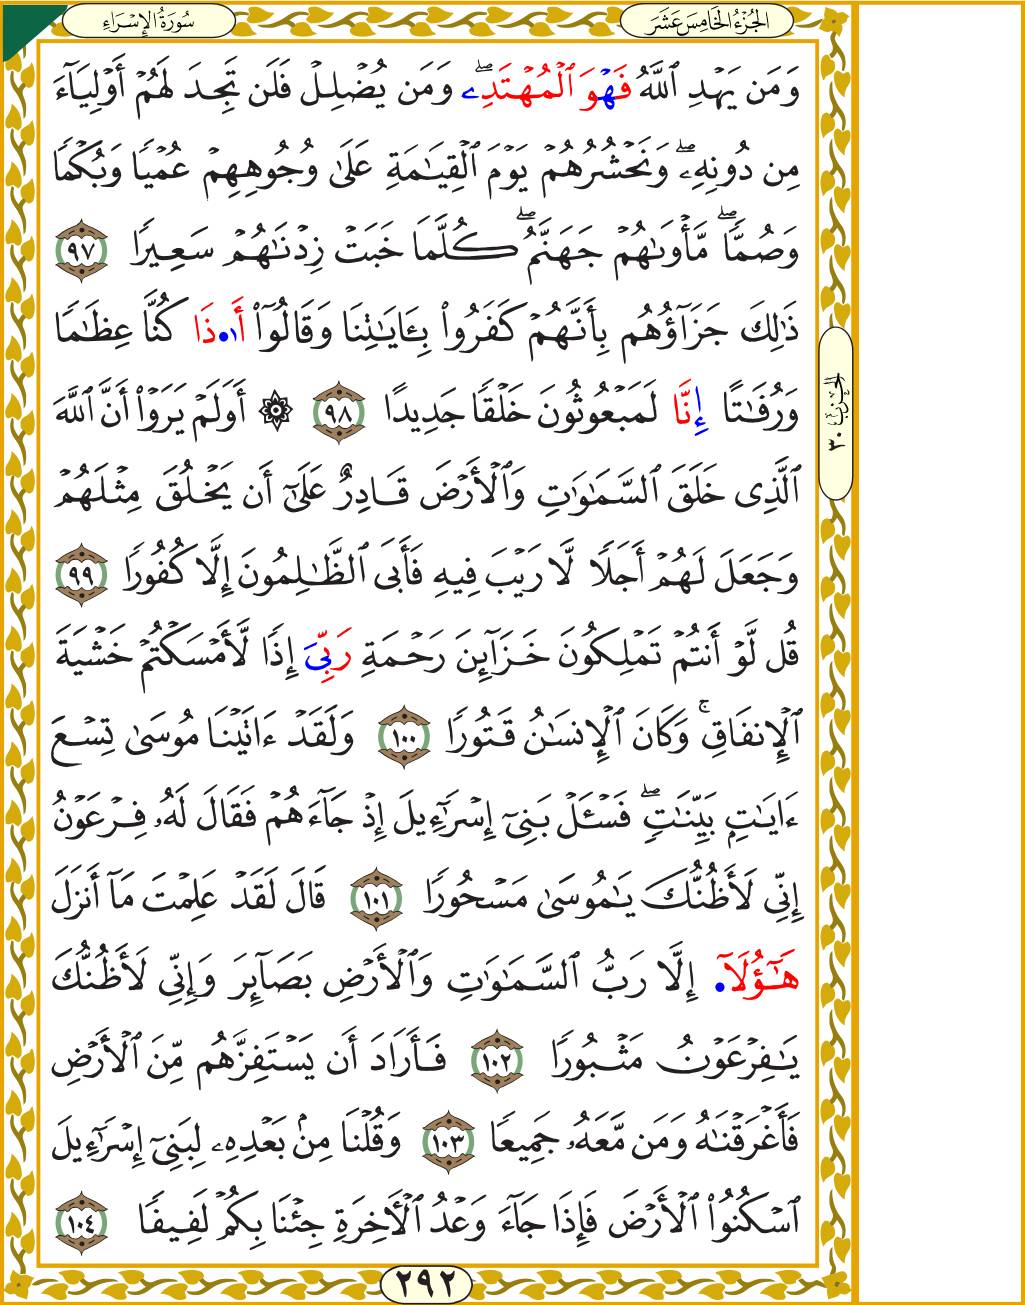 سُورَةُ الإِسْرَاءِ
الجُزْءُ الخَامِسَ عَشَرَ
وَمَن يَهْدِ ٱللَّهُ فَهْوَ ٱلْمُهْتَدِۦ ۖ وَمَن يُضْلِلْ فَلَن تَجِدَ لَهُمْ أَوْلِيَآءَ
مِن دُونِهِۦ ۖ وَنَحْشُرُهُمْ يَوْمَ ٱلْقِيَٰمَةِ عَلَىٰ وُجُوهِهِمْ عُمْيًا وَبُكْمًا
وَصُمًّا ۖ مَّأْوَىٰهُمْ جَهَنَّمُ ۖ كُلَّمَا خَبَتْ زِدْنَٰهُمْ سَعِيرًا ٩٧
ذَٰلِكَ جَزَآؤُهُم بِأَنَّهُمْ كَفَرُوا۟ بِـَٔايَٰتِنَا وَقَالُوٓا۟ أَ۟ا۬ذَا كُنَّا عِظَٰمًا
وَرُفَٰتًا إِنَّا لَمَبْعُوثُونَ خَلْقًا جَدِيدًا ٩٨ ۞ أَوَلَمْ يَرَوْا۟ أَنَّ ٱللَّهَ
ٱلَّذِى خَلَقَ ٱلسَّمَٰوَٰتِ وَٱلْأَرْضَ قَادِرٌ عَلَىٰٓ أَن يَخْلُقَ مِثْلَهُمْ
وَجَعَلَ لَهُمْ أَجَلًا لَّا رَيْبَ فِيهِ فَأَبَى ٱلظَّٰلِمُونَ إِلَّا كُفُورًا ٩٩
قُل لَّوْ أَنتُمْ تَمْلِكُونَ خَزَآئِنَ رَحْمَةِ رَبِّىَ إِذًا لَّأَمْسَكْتُمْ خَشْيَةَ
ٱلْإِنفَاقِ ۚ وَكَانَ ٱلْإِنسَٰنُ قَتُورًا ١٠٠ وَلَقَدْ ءَاتَيْنَا مُوسَىٰ تِسْعَ
ءَايَٰتٍۭ بَيِّنَٰتٍ ۖ فَسْـَٔلْ بَنِىٓ إِسْرَٰٓءِيلَ إِذْ جَآءَهُمْ فَقَالَ لَهُۥ فِرْعَوْنُ
إِنِّى لَأَظُنُّكَ يَٰمُوسَىٰ مَسْحُورًا ١٠١ قَالَ لَقَدْ عَلِمْتَ مَآ أَنزَلَ
هَٰٓؤُلَا۬ إِلَّا رَبُّ ٱلسَّمَٰوَٰتِ وَٱلْأَرْضِ بَصَآئِرَ وَإِنِّى لَأَظُنُّكَ
يَٰفِرْعَوْنُ مَثْبُورًا ١٠٢ فَأَرَادَ أَن يَسْتَفِزَّهُم مِّنَ ٱلْأَرْضِ
فَأَغْرَقْنَٰهُ وَمَن مَّعَهُۥ جَمِيعًا ١٠٣ وَقُلْنَا مِنۢ بَعْدِهِۦ لِبَنِىٓ إِسْرَٰٓءِيلَ
ٱسْكُنُوا۟ ٱلْأَرْضَ فَإِذَا جَآءَ وَعْدُ ٱلْأَخِرَةِ جِئْنَا بِكُمْ لَفِيفًا ١٠٤
الحِزْبُ ٣٠
٢٩٢